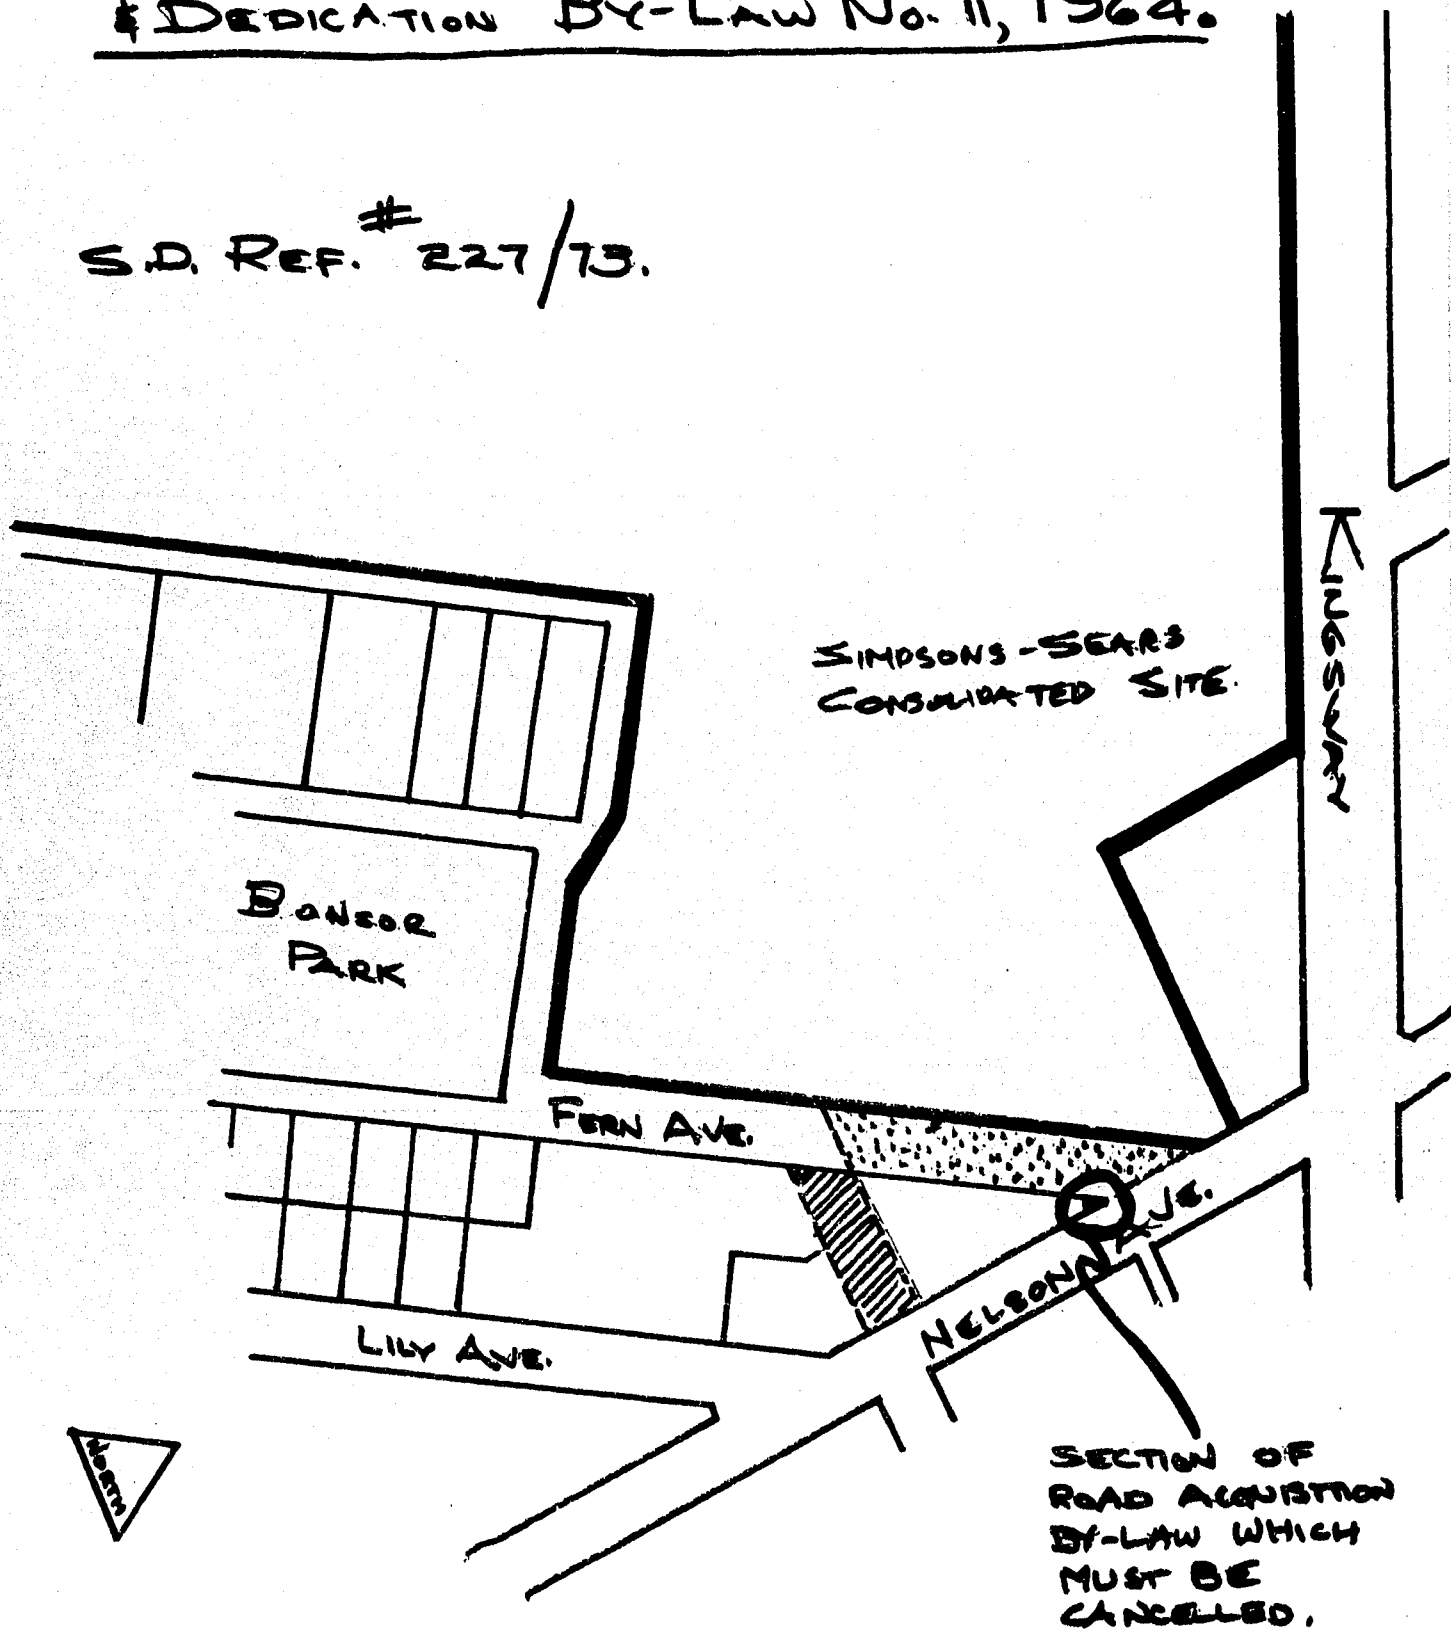 & DEDICATION BY-LAW No. 11, 1964.
S.D. REF. # 227/73.
KINGSWAY
SIMPSONS-SEARS
CONSOLIDATED SITE.
BONSOR
PARK
FERN AVE.
NELSON AVE.
LILY AVE.
NORTH
SECTION OF
ROAD ACQUISITION
BY-LAW WHICH
MUST BE
CANCELLED.